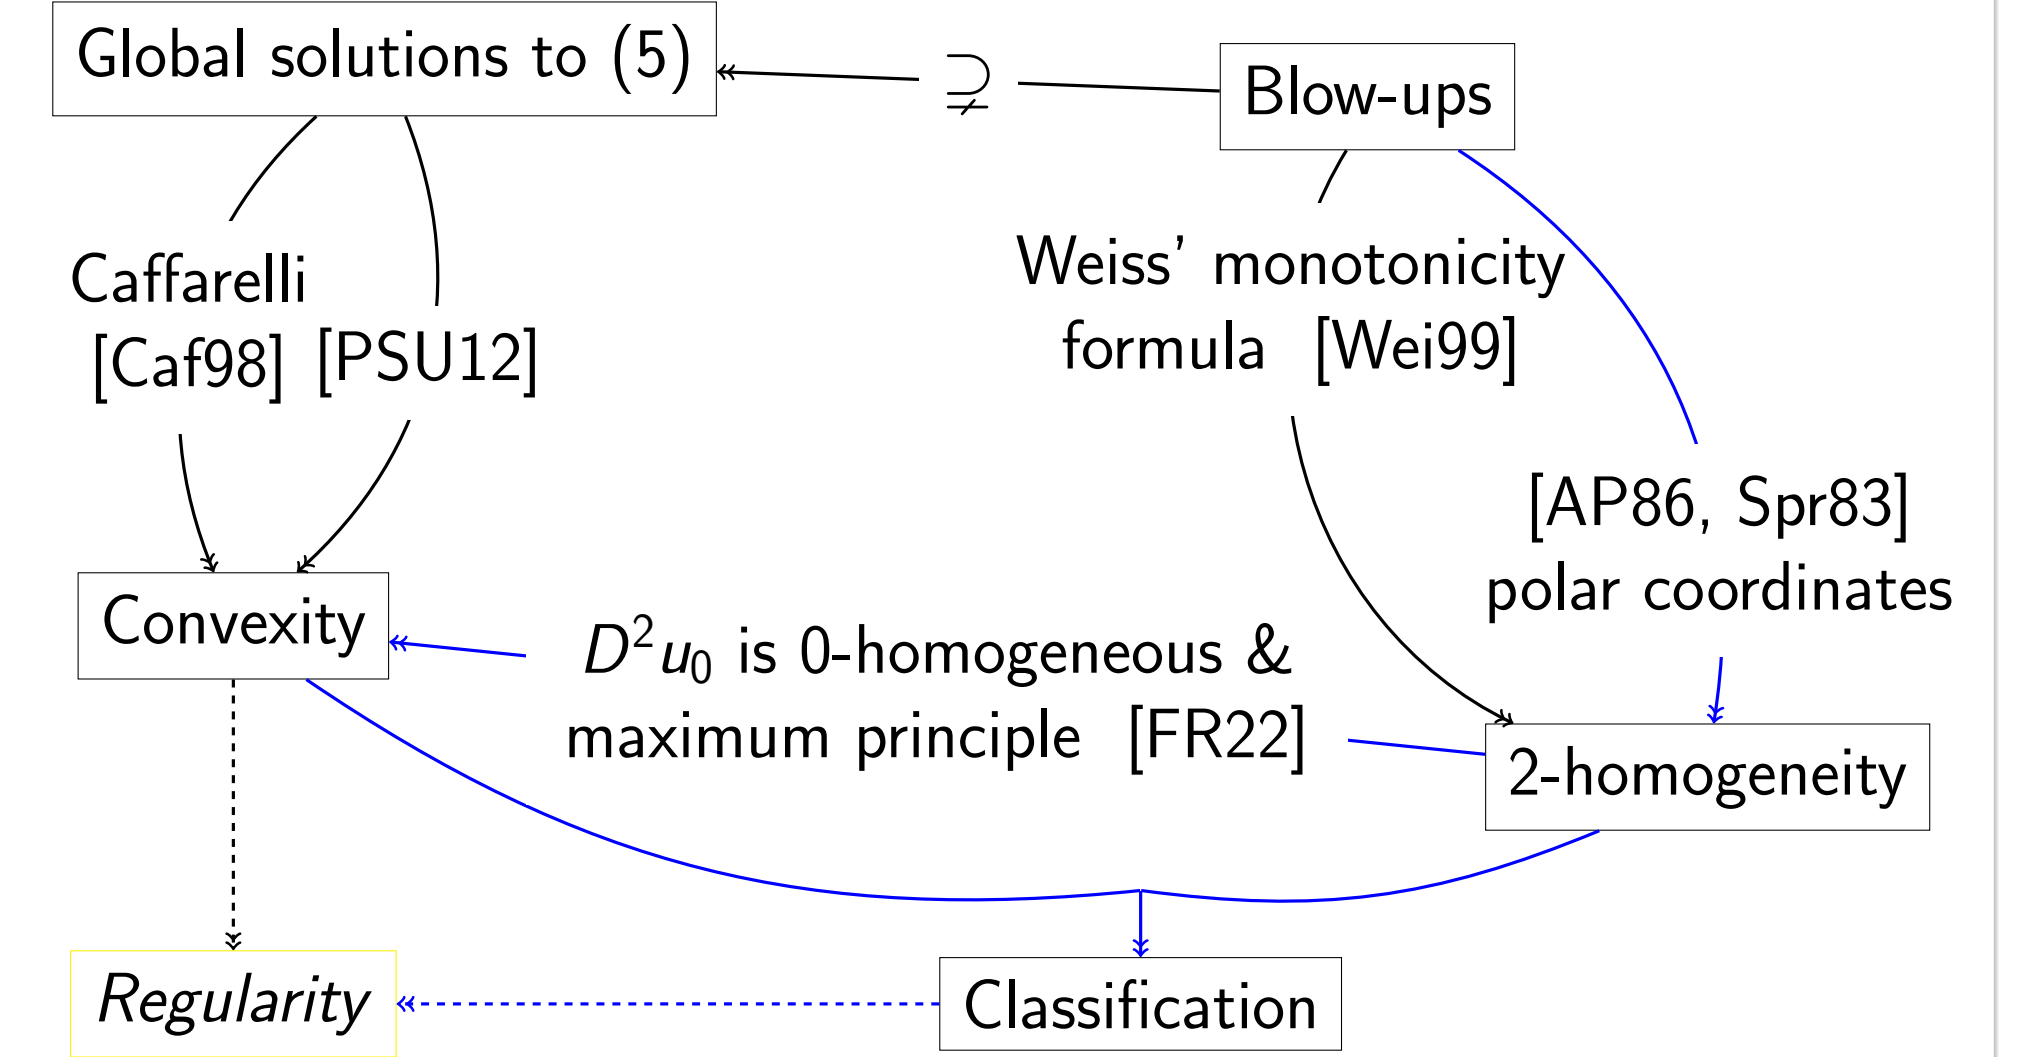 Global solutions to (5)
⊋
Blow-ups
Caffarelli
[Caf98]
[PSU12]
Weiss’ monotonicity
formula [Wei99]
[AP86, Spr83]
polar coordinates
Convexity
D²u₀ is 0-homogeneous &
maximum principle [FR22]
2-homogeneity
Regularity
Classification